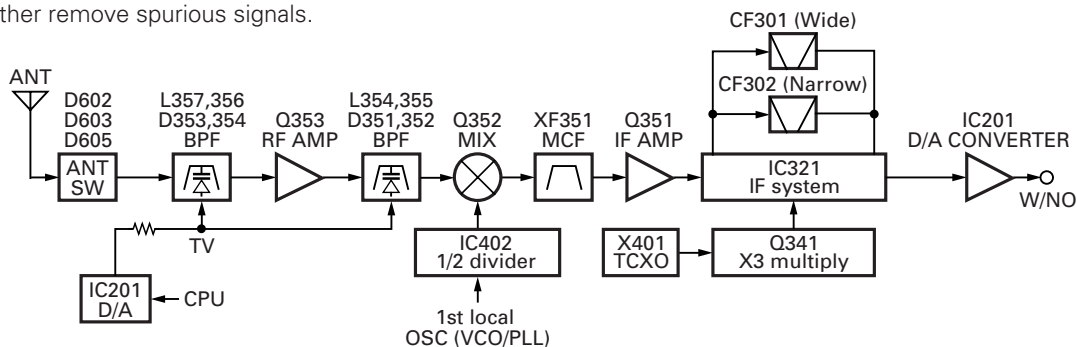 ther remove spurious signals.
CF301 (Wide)
CF302 (Narrow)
ANT
D602
D603
D605
ANT
SW
L357,356
D353,354
BPF
Q353
RF AMP
L354,355
D351,352
BPF
Q352
MIX
XF351
MCF
Q351
IF AMP
IC321
IF system
IC201
D/A CONVERTER
W/NO
TV
IC201
D/A
CPU
IC402
1/2 divider
1st local
OSC (VCO/PLL)
X401
TCXO
Q341
X3 multiply